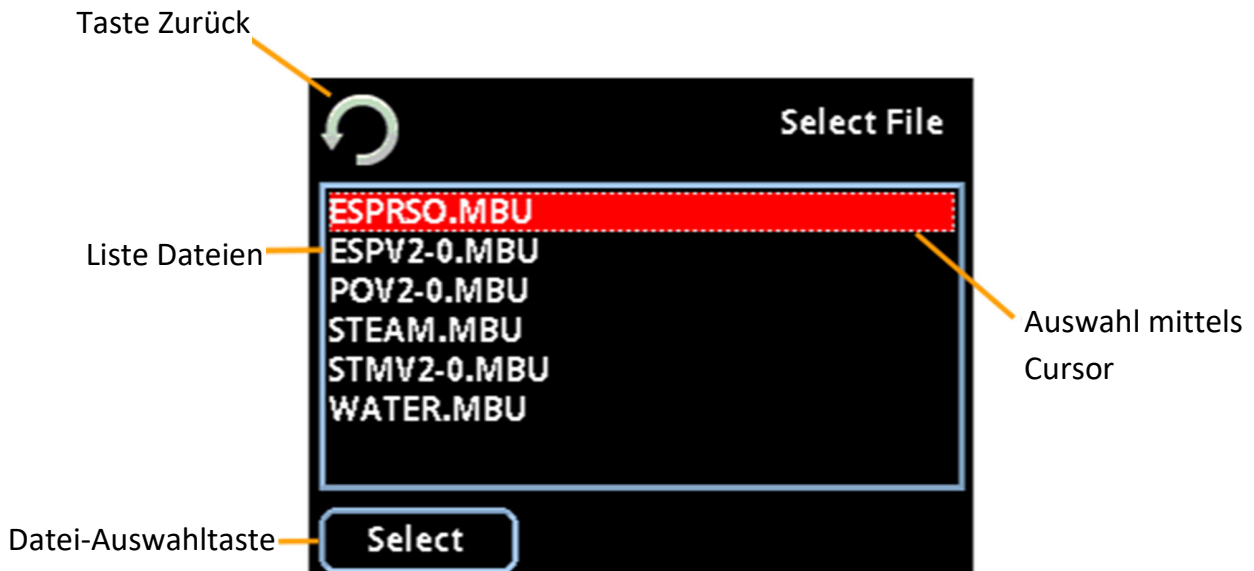 Taste Zurück
Select File
ESPRSO.MBU
Liste Dateien
ESPV2-0.MBU
POV2-0.MBU
STEAM.MBU
STMV2-0.MBU
WATER.MBU
Auswahl mittels
Cursor
Datei-Auswahltaste
Select